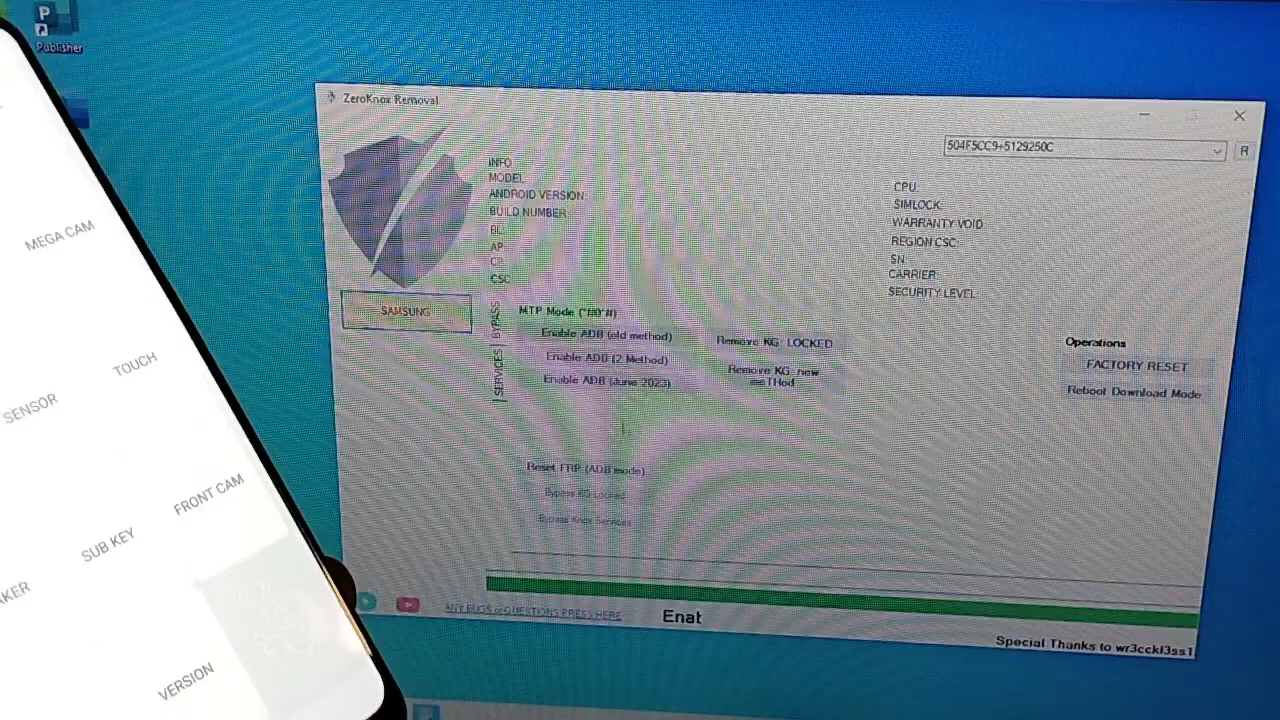 P
Publisher
ZeroKnox Removal
504F5CC9+5129250C
R
INFO
MODEL
ANDROID VERSION:
BUILD NUMBER
BL:
AP
CP
CSC
CPU:
SIMLOCK:
WARRANTY VOID
REGION CSC:
SN
CARRIER:
SECURITY LEVEL:
SAMSUNG
BYPASS
SERVICES
MTP Mode (*#0*#)
Enable ADB (old method)
Enable ADB (2 Method)
Enable ADB (June 2023)
Remove KG LOCKED
Remove KG new
meTHod
Operations
FACTORY RESET
Reboot Download Mode
Reset FRP (ADB mode)
Bypass KG Locked
Bypass Knox Services
ANY BUGS or QUESTIONS PRESS HERE
Enat
Special Thanks to wr3cckl3ss1
MEGA CAM
TOUCH
SENSOR
FRONT CAM
SUB KEY
AKER
VERSION